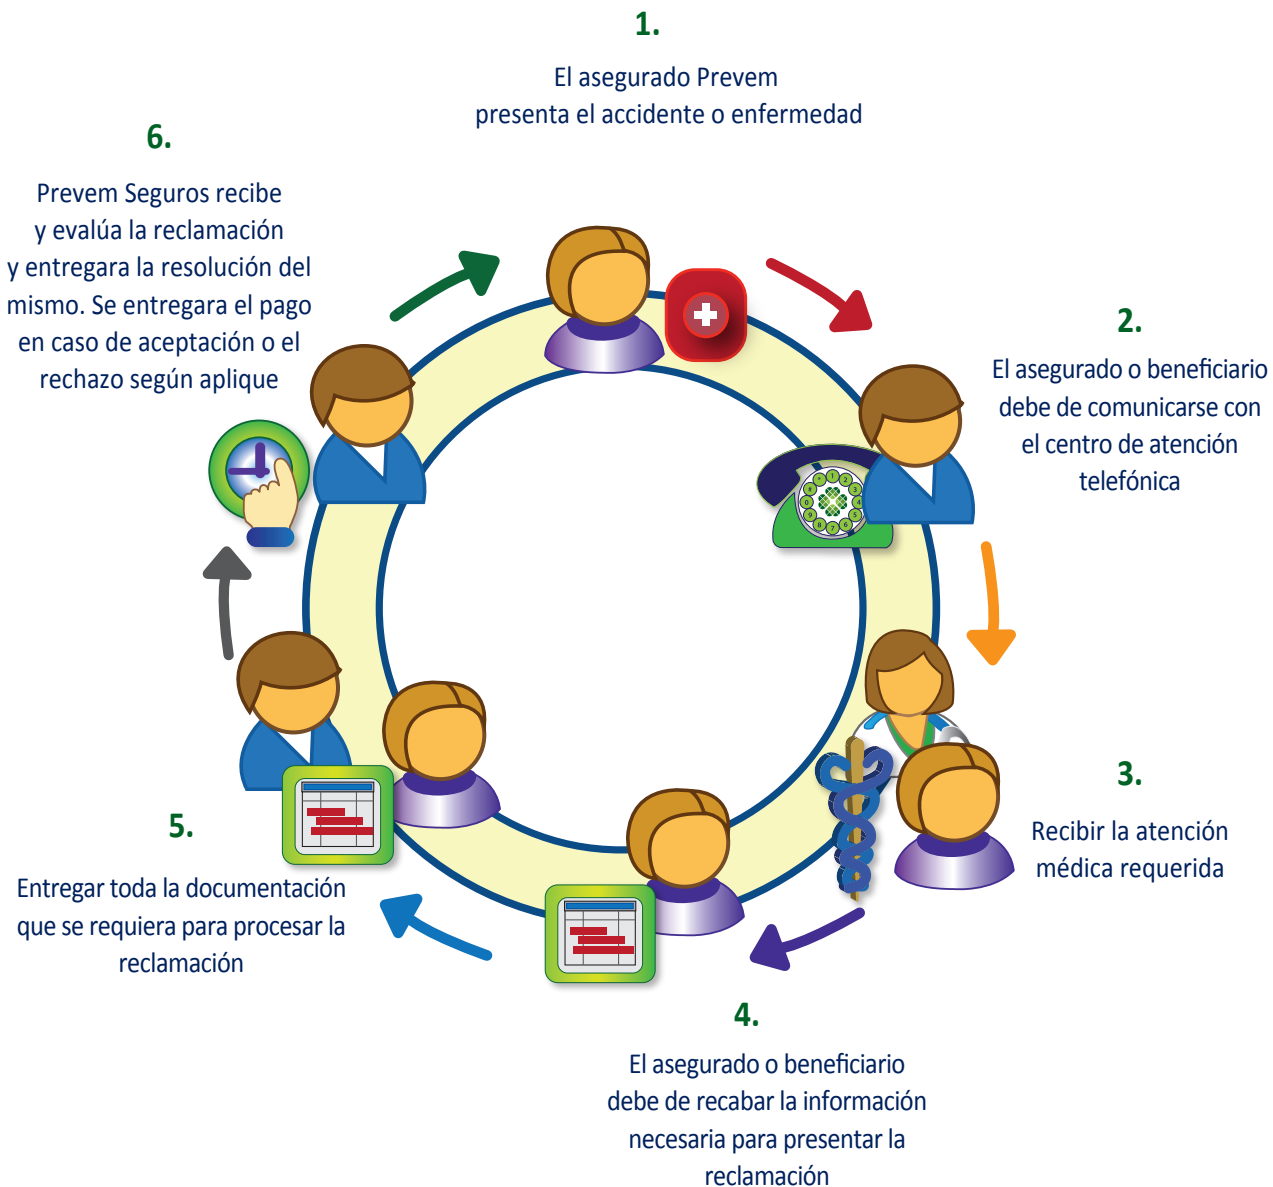 1.
El asegurado Prevem
presenta el accidente o enfermedad
2.
El asegurado o beneficiario
debe de comunicarse con
el centro de atención
telefónica
3.
Recibir la atención
médica requerida
4.
El asegurado o beneficiario
debe de recabar la información
necesaria para presentar la
reclamación
5.
Entregar toda la documentación
que se requiera para procesar la
reclamación
6.
Prevem Seguros recibe
y evalúa la reclamación
y entregara la resolución del
mismo. Se entregara el pago
en caso de aceptación o el
rechazo según aplique